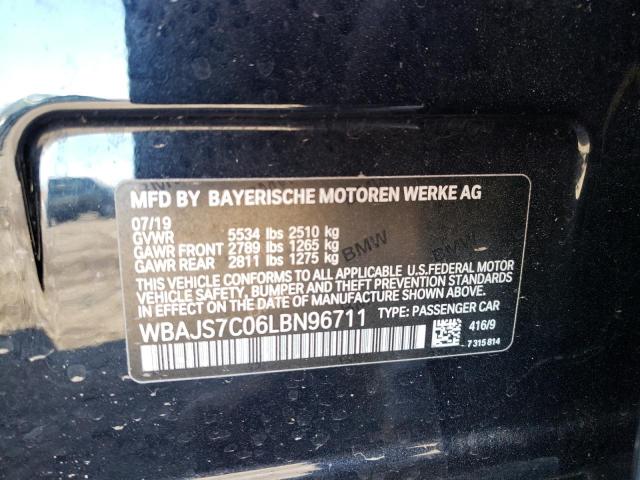 MFD BY BAYERISCHE MOTOREN WERKE AG
07/19
GVWR 5534 lbs 2510 kg
GAWR FRONT 2789 lbs 1265 kg
GAWR REAR 2811 lbs 1275 kg
THIS VEHICLE CONFORMS TO ALL APPLICABLE U.S.FEDERAL MOTOR
VEHICLE SAFETY, BUMPER, AND THEFT PREVENTION STANDARDS
IN EFFECT ON THE DATE OF MANUFACTURE SHOWN ABOVE.
WBAJS7C06LBN96711 TYPE: PASSENGER CAR
416/9
7 315 814
BMW
BMW